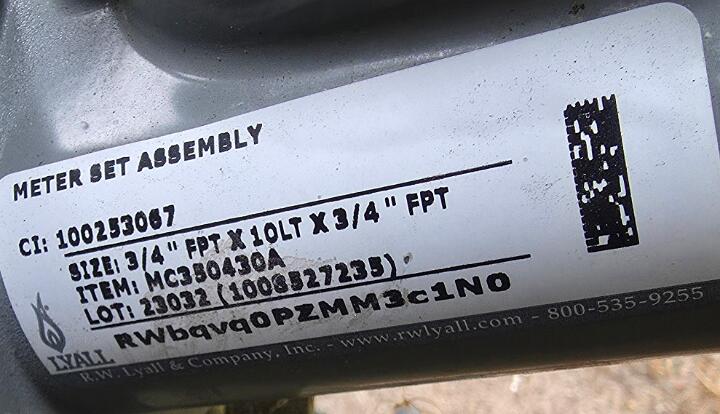 METER SET ASSEMBLY
CI: 100253067
SIZE: 3/4" FPT X 10LT X 3/4" FPT
ITEM: MC350430A
LOT: 23032 (1006527235)
RWbqvq0PZMM3c1N0
LYALL
R.W. Lyall & Company, Inc. - www.rwlyall.com - 800-535-9255